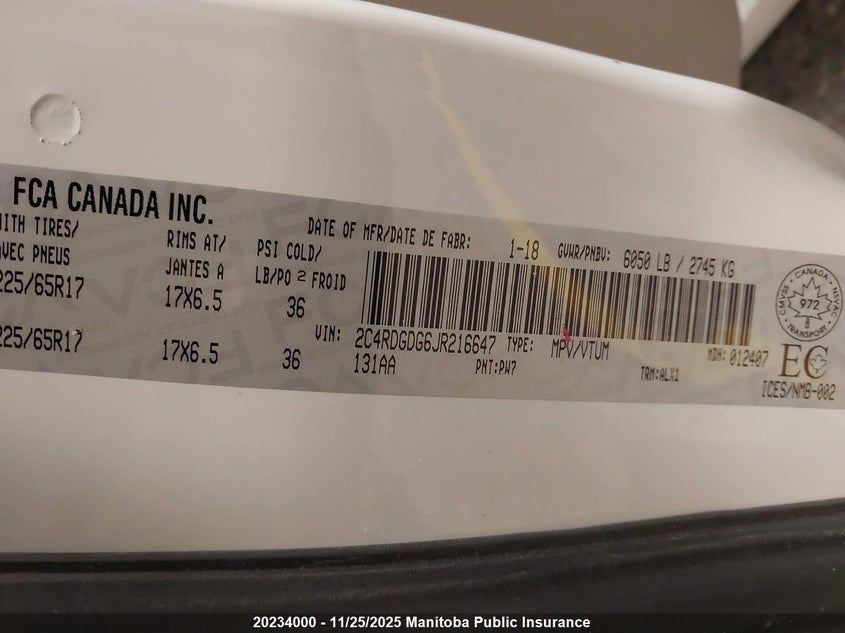 FCA CANADA INC.
DATE OF MFR/DATE DE FABR: 1-18 GVWR/PNBV: 6050 LB / 2745 KG
WITH TIRES/ RIMS AT/ PSI COLD/
AVEC PNEUS JANTES A LB/PO 2 FROID
225/65R17 17X6.5 36
VIN: 2C4RDGDG6JR216647 TYPE: MPV/VTUM MDH: 012407
225/65R17 17X6.5 36 131AA PNT:PW7 TRM:ALX1
CANADA
CMVSS NSVAC
972
TRANSPORT
EC
ICES/NMB-002
20234000 - 11/25/2025 Manitoba Public Insurance